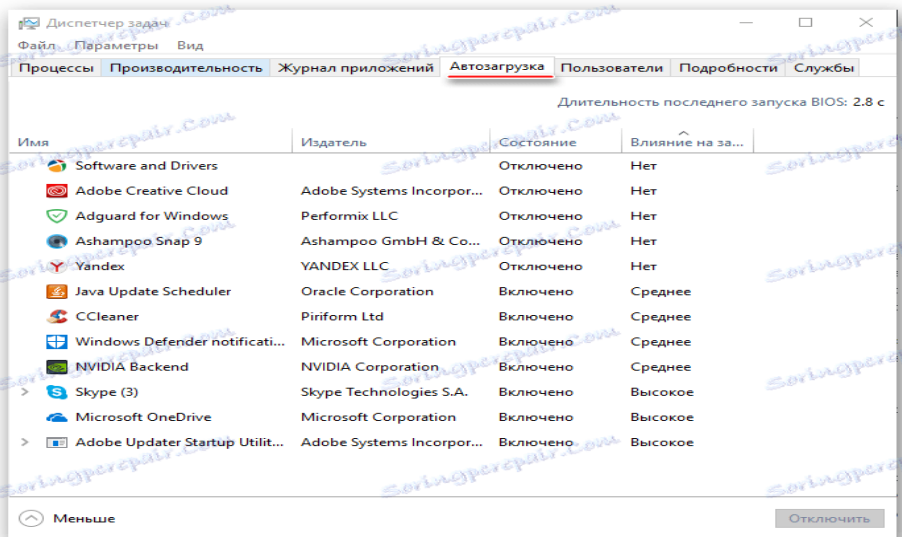 Диспетчер задач
Файл Параметры Вид
Процессы Производительность Журнал приложений Автозагрузка Пользователи Подробности Службы
Длительность последнего запуска BIOS: 2.8 с
Имя Издатель Состояние Влияние на за...
Software and Drivers Отключено Нет
Adobe Creative Cloud Adobe Systems Incorpor... Отключено Нет
Adguard for Windows Performix LLC Отключено Нет
Ashampoo Snap 9 Ashampoo GmbH & Co... Отключено Нет
Yandex YANDEX LLC Отключено Нет
Java Update Scheduler Oracle Corporation Включено Среднее
CCleaner Piriform Ltd Включено Среднее
Windows Defender notificati... Microsoft Corporation Включено Среднее
NVIDIA Backend NVIDIA Corporation Включено Среднее
Skype (3) Skype Technologies S.A. Включено Высокое
Microsoft OneDrive Microsoft Corporation Включено Высокое
Adobe Updater Startup Utilit... Adobe Systems Incorpor... Включено Высокое
Меньше Отключить
Soringpcrepair.Com